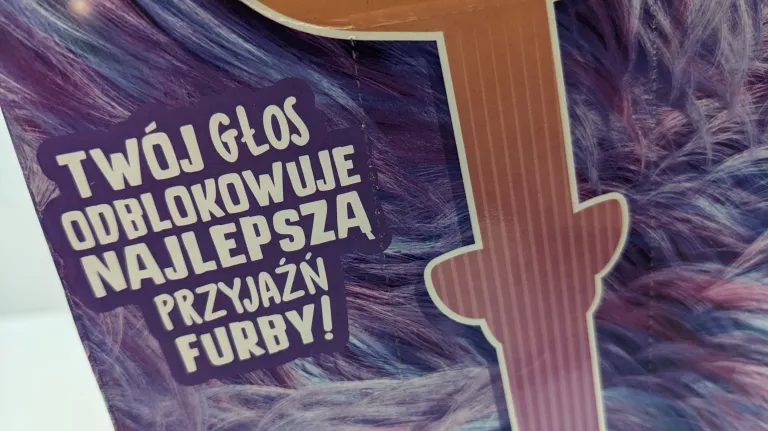 TWÓJ GŁOS
ODBLOKOWUJE
NAJLEPSZĄ
PRZYJAŹŃ
FURBY!